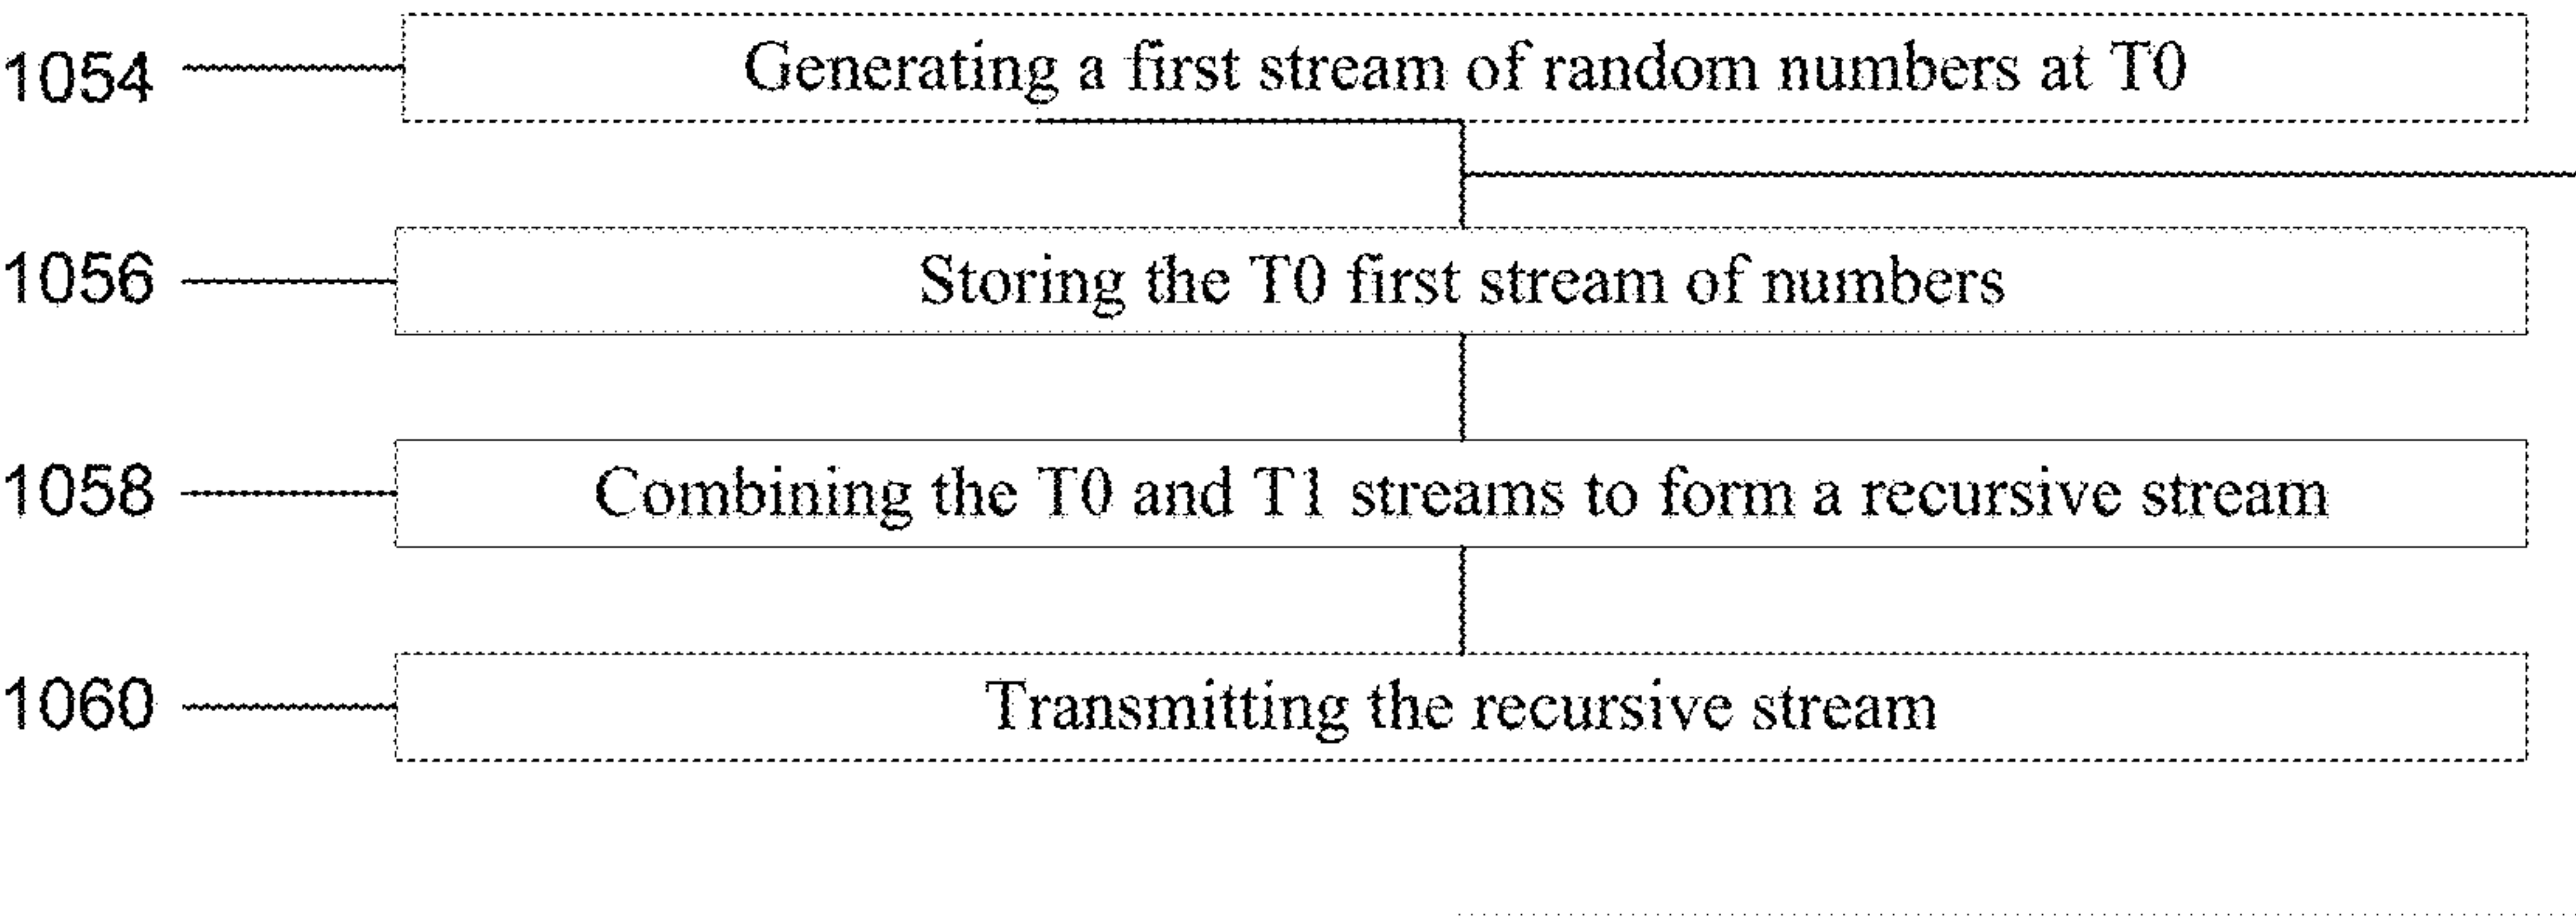 1054 Generating a first stream of random numbers at T0
1056 Storing the T0 first stream of numbers
1058 Combining the T0 and T1 streams to form a recursive stream
1060 Transmitting the recursive stream